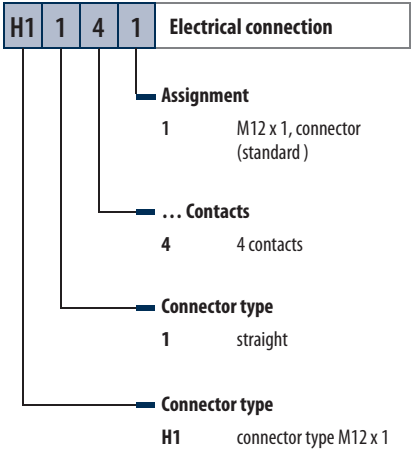 H1 1 4 1 Electrical connection
Assignment
1 M12 x 1, connector
(standard )
… Contacts
4 4 contacts
Connector type
1 straight
Connector type
H1 connector type M12 x 1